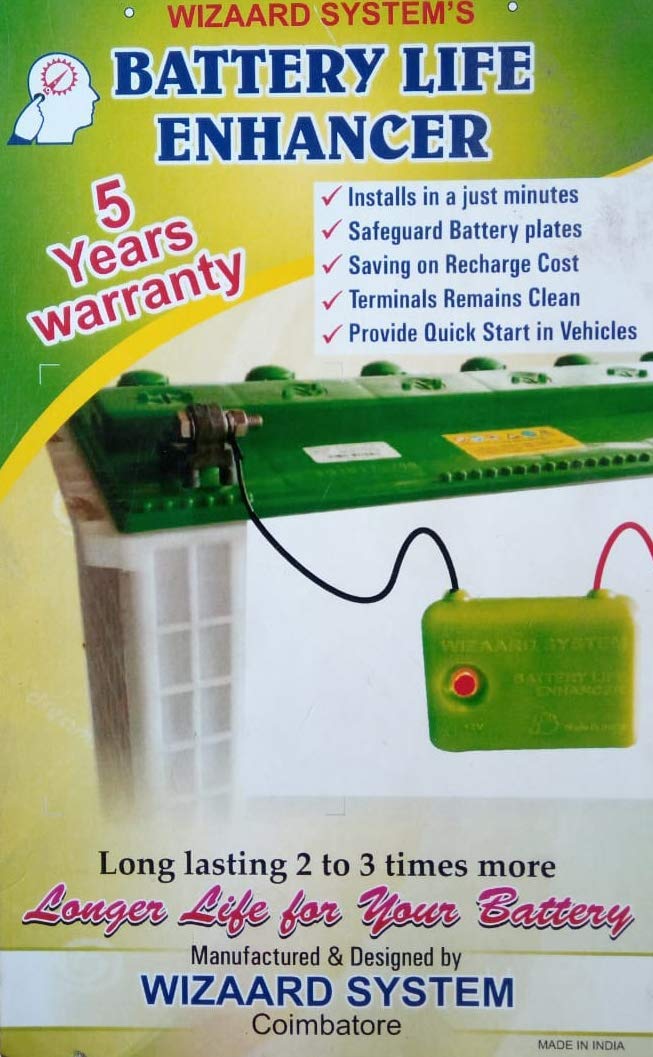 WIZAARD SYSTEM'S
BATTERY LIFE
ENHANCER
5
Years
warranty
✓ Installs in a just minutes
✓ Safeguard Battery plates
✓ Saving on Recharge Cost
✓ Terminals Remains Clean
✓ Provide Quick Start in Vehicles
WIZAARD SYSTEM
BATTERY LIFE
ENHANCER
Long lasting 2 to 3 times more
Longer Life for Your Battery
Manufactured & Designed by
WIZAARD SYSTEM
Coimbatore
MADE IN INDIA